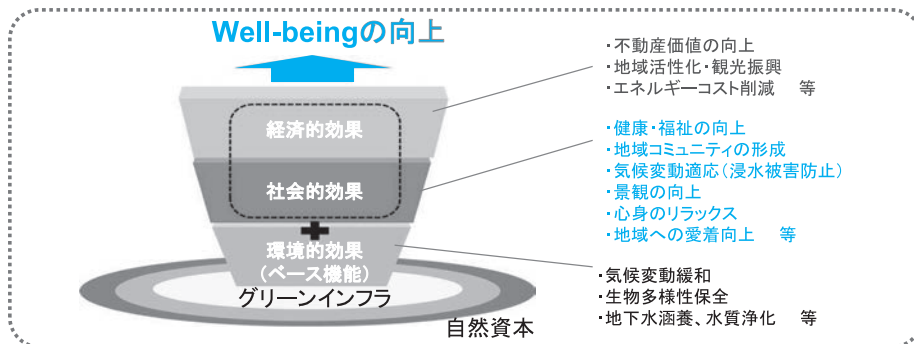 Well-beingの向上
経済的効果
社会的効果
環境的効果
（ベース機能）
グリーンインフラ
自然資本
・不動産価値の向上
・地域活性化・観光振興
・エネルギーコスト削減　等
・健康・福祉の向上
・地域コミュニティの形成
・気候変動適応（浸水被害防止）
・景観の向上
・心身のリラックス
・地域への愛着向上　等
・気候変動緩和
・生物多様性保全
・地下水涵養、水質浄化　等